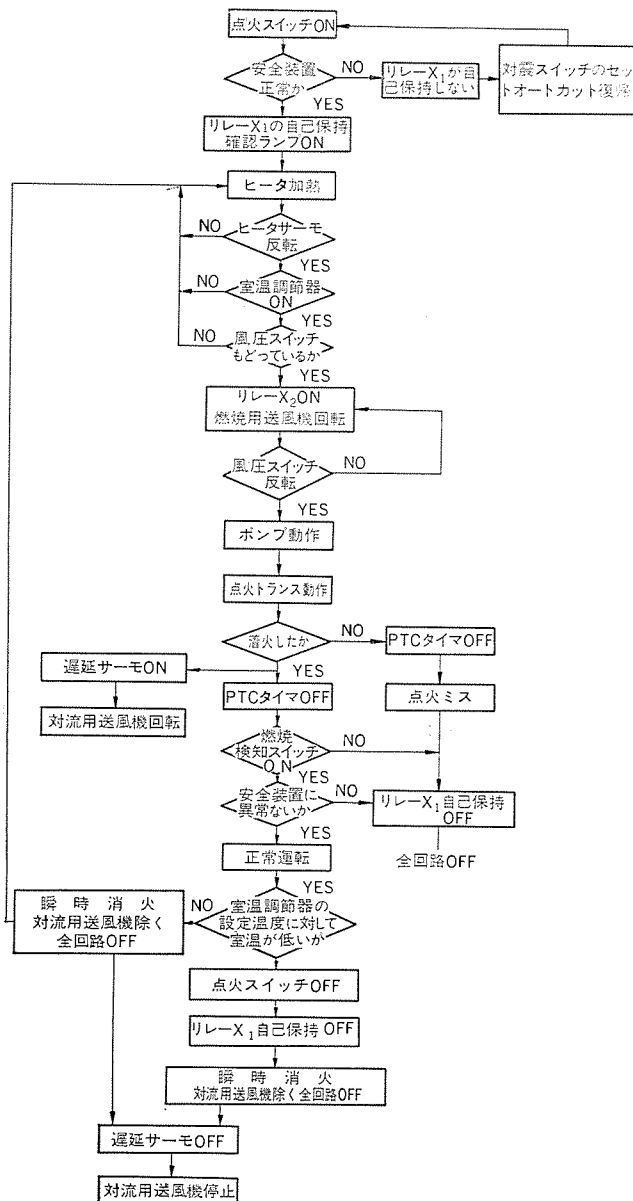 点火スイッチON
安全装置
正常か
NO
リレーX1が自
己保持しない
対震スイッチのセッ
トオートカット復帰
YES
リレーX1の自己保持
確認ランプON
ヒータ加熱
NO
ヒータサーモ
反転
YES
NO
室温調節器
ON
YES
NO
風圧スイッチ
もどっているか
YES
リレーX2ON
燃焼用送風機回転
風圧スイッチ
反転
NO
YES
ポンプ動作
点火トランス動作
着火したか
NO
PTCタイマOFF
遅延サーモON
YES
PTCタイマOFF
点火ミス
対流用送風機回転
燃焼
検知スイッチ
ON
NO
YES
安全装置に
異常ないか
NO
リレーX1自己保持
OFF
YES
全回路OFF
正常運転
YES
瞬時消火
対流用送風機除く
全回路OFF
NO
室温調節器の
設定温度に対して
室温が低いか
点火スイッチOFF
リレーX1自己保持 OFF
瞬時消火
対流用送風機除く全回路OFF
遅延サーモOFF
対流用送風機停止